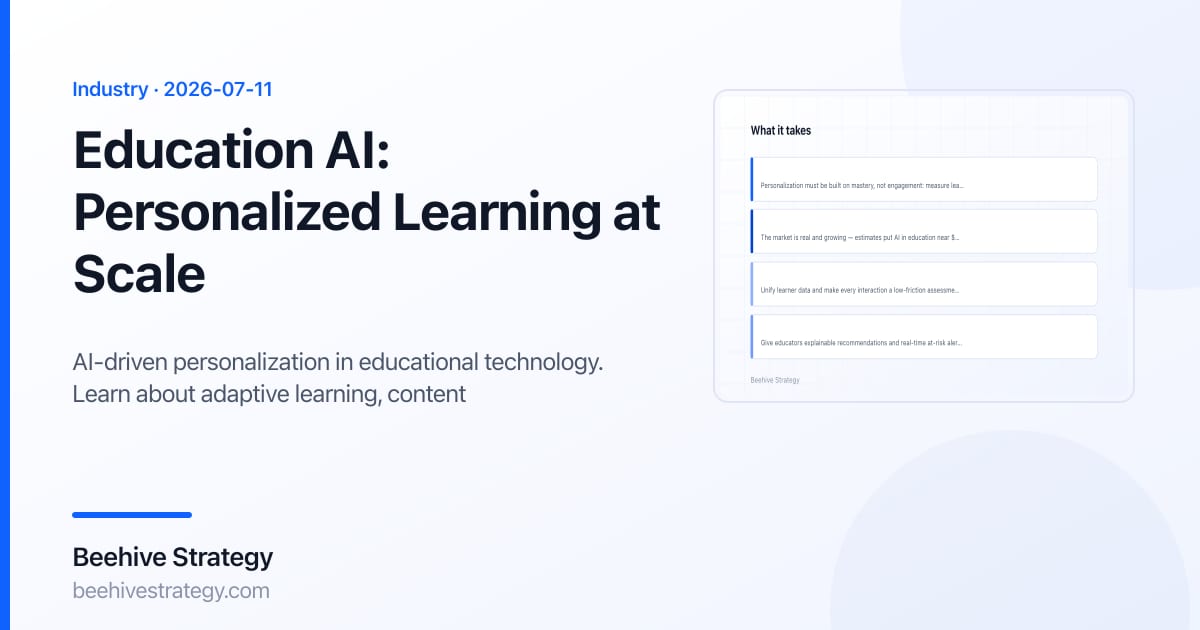 Industry · 2026-07-11
Education AI:
Personalized Learning at
Scale
AI-driven personalization in educational technology.
Learn about adaptive learning, content
Beehive Strategy
beehivestrategy.com
What it takes
Personalization must be built on mastery, not engagement: measure lea...
The market is real and growing — estimates put AI in education near $...
Unify learner data and make every interaction a low-friction assessme...
Give educators explainable recommendations and real-time at-risk aler...
Beehive Strategy